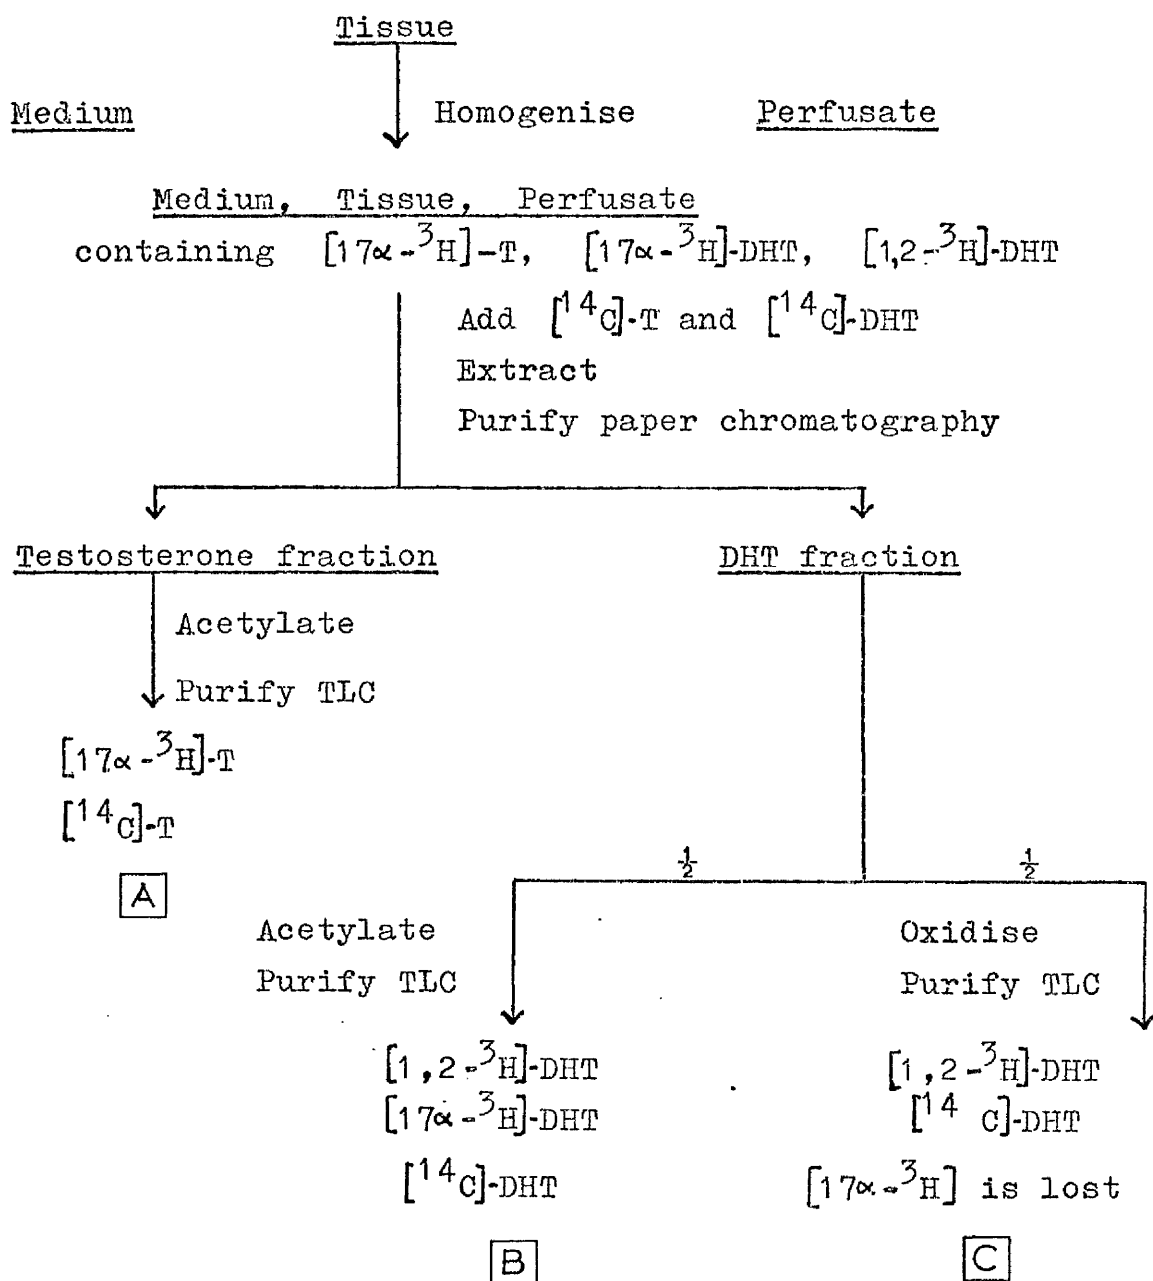 Tissue
Medium
Homogenise
Perfusate
Medium, Tissue, Perfusate
containing [17α-³H]-T, [17α-³H]-DHT, [1,2-³H]-DHT
Add [¹⁴C]-T and [¹⁴C]-DHT
Extract
Purify paper chromatography
Testosterone fraction
DHT fraction
Acetylate
Purify TLC
[17α-³H]-T
[¹⁴C]-T
A
½
½
Acetylate
Purify TLC
[1,2-³H]-DHT
[17α-³H]-DHT
[¹⁴C]-DHT
B
Oxidise
Purify TLC
[1,2-³H]-DHT
[¹⁴ C]-DHT
[17α-³H] is lost
C